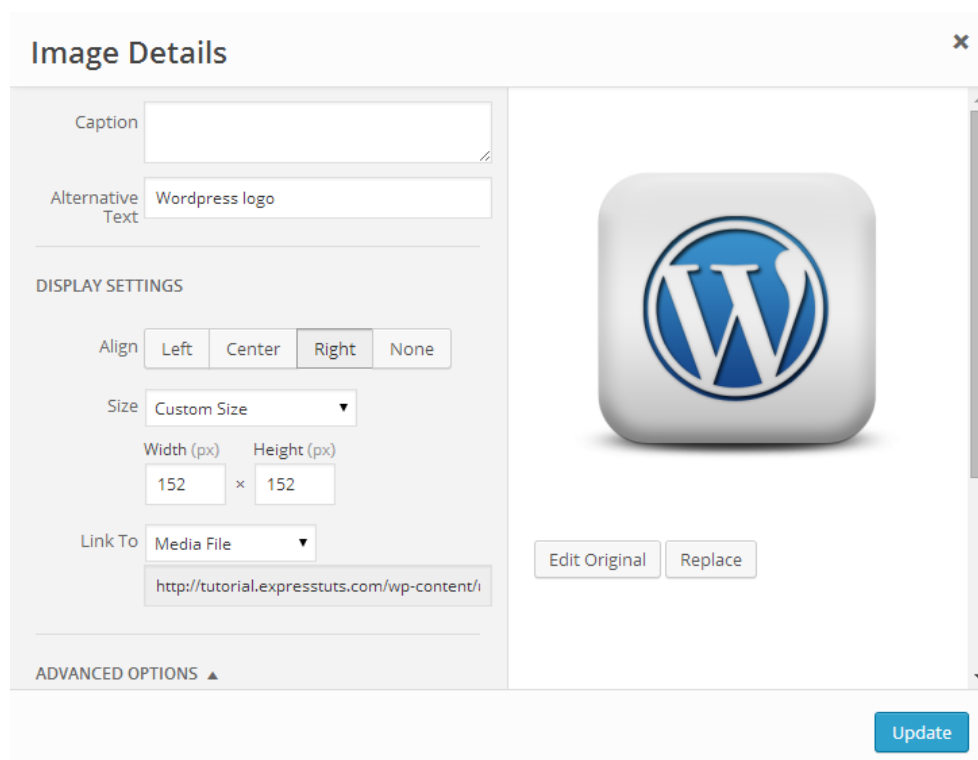 Image Details
Caption
Alternative
Text
Wordpress logo
DISPLAY SETTINGS
Align Left Center Right None
Size Custom Size
Width (px) Height (px)
152 × 152
Link To Media File
http://tutorial.expresstuts.com/wp-content/
Edit Original Replace
ADVANCED OPTIONS
Update